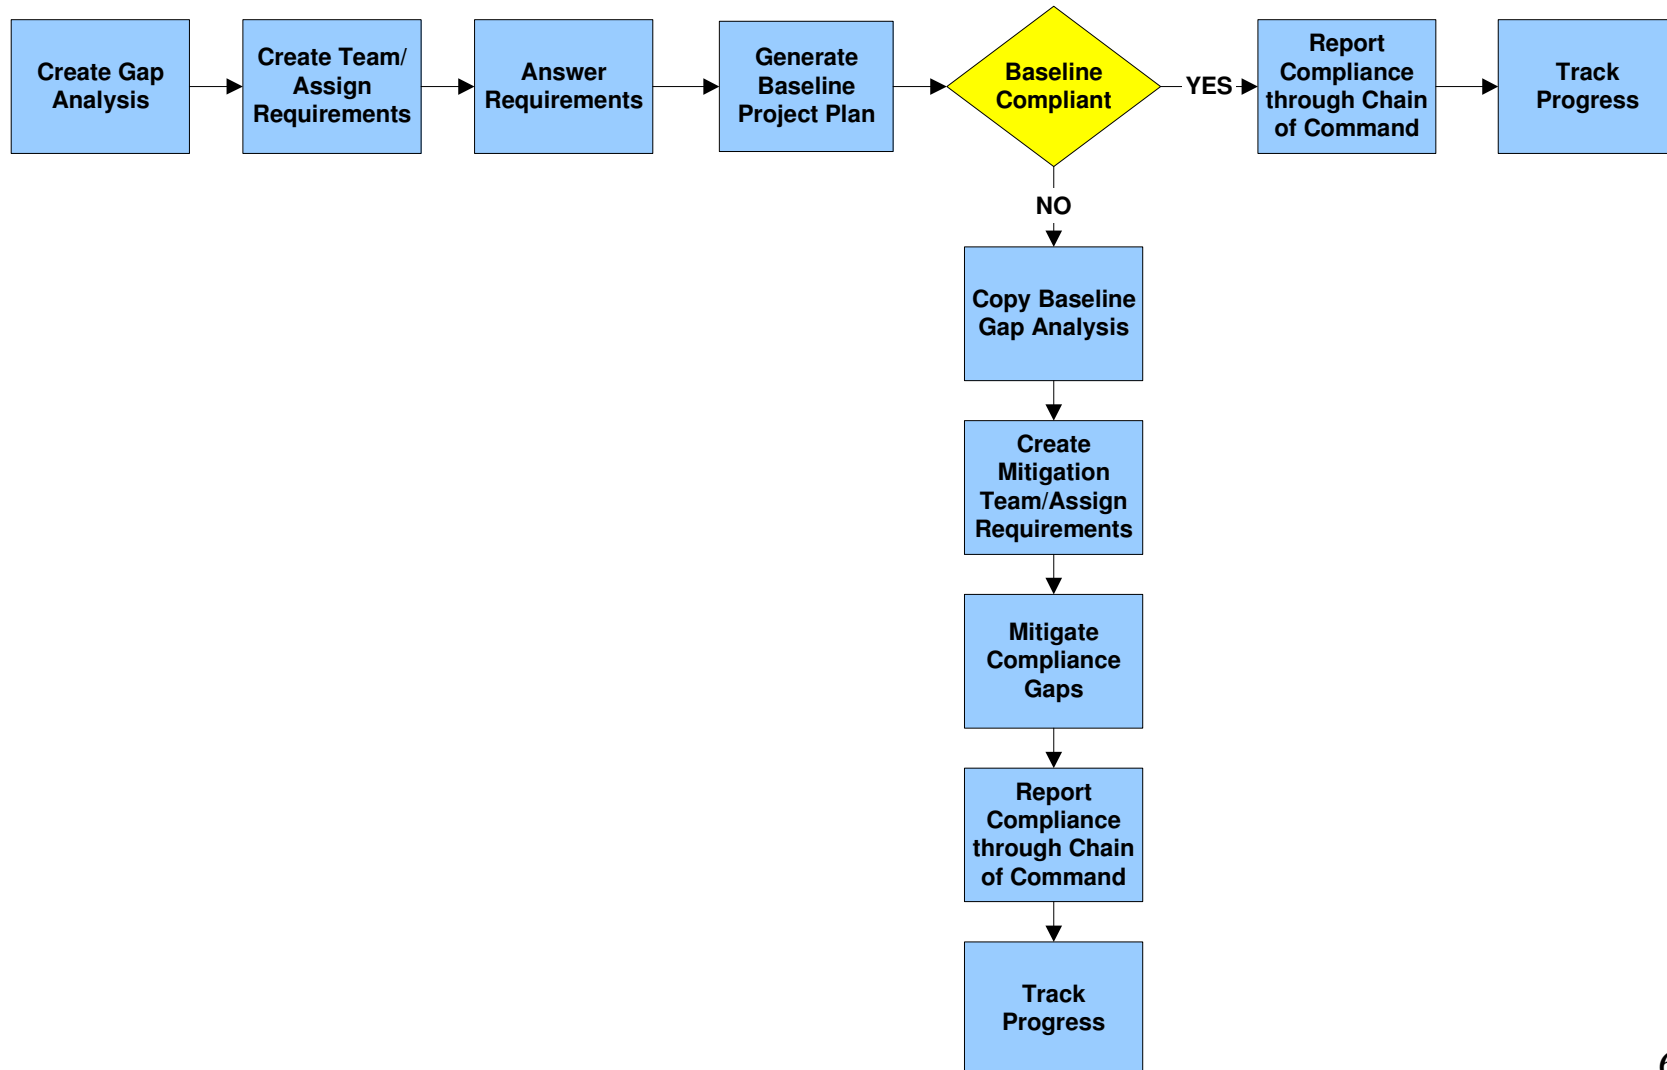 Create Gap
Analysis
Create Team/
Assign
Requirements
Answer
Requirements
Generate
Baseline
Project Plan
Baseline
Compliant
YES
Report
Compliance
through Chain
of Command
Track
Progress
NO
Copy Baseline
Gap Analysis
Create
Mitigation
Team/Assign
Requirements
Mitigate
Compliance
Gaps
Report
Compliance
through Chain
of Command
Track
Progress